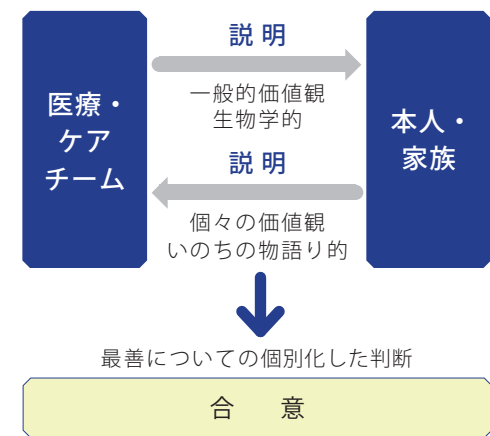 医療・
ケア
チーム
説 明
一般的価値観
生物学的
説 明
個々の価値観
いのちの物語り的
本人・
家族
最善についての個別化した判断
合 意